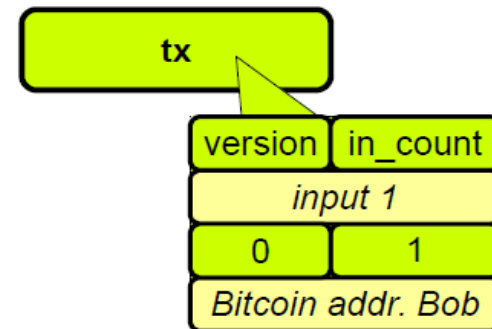 tx
version in_count
input 1
0 1
Bitcoin addr. Bob